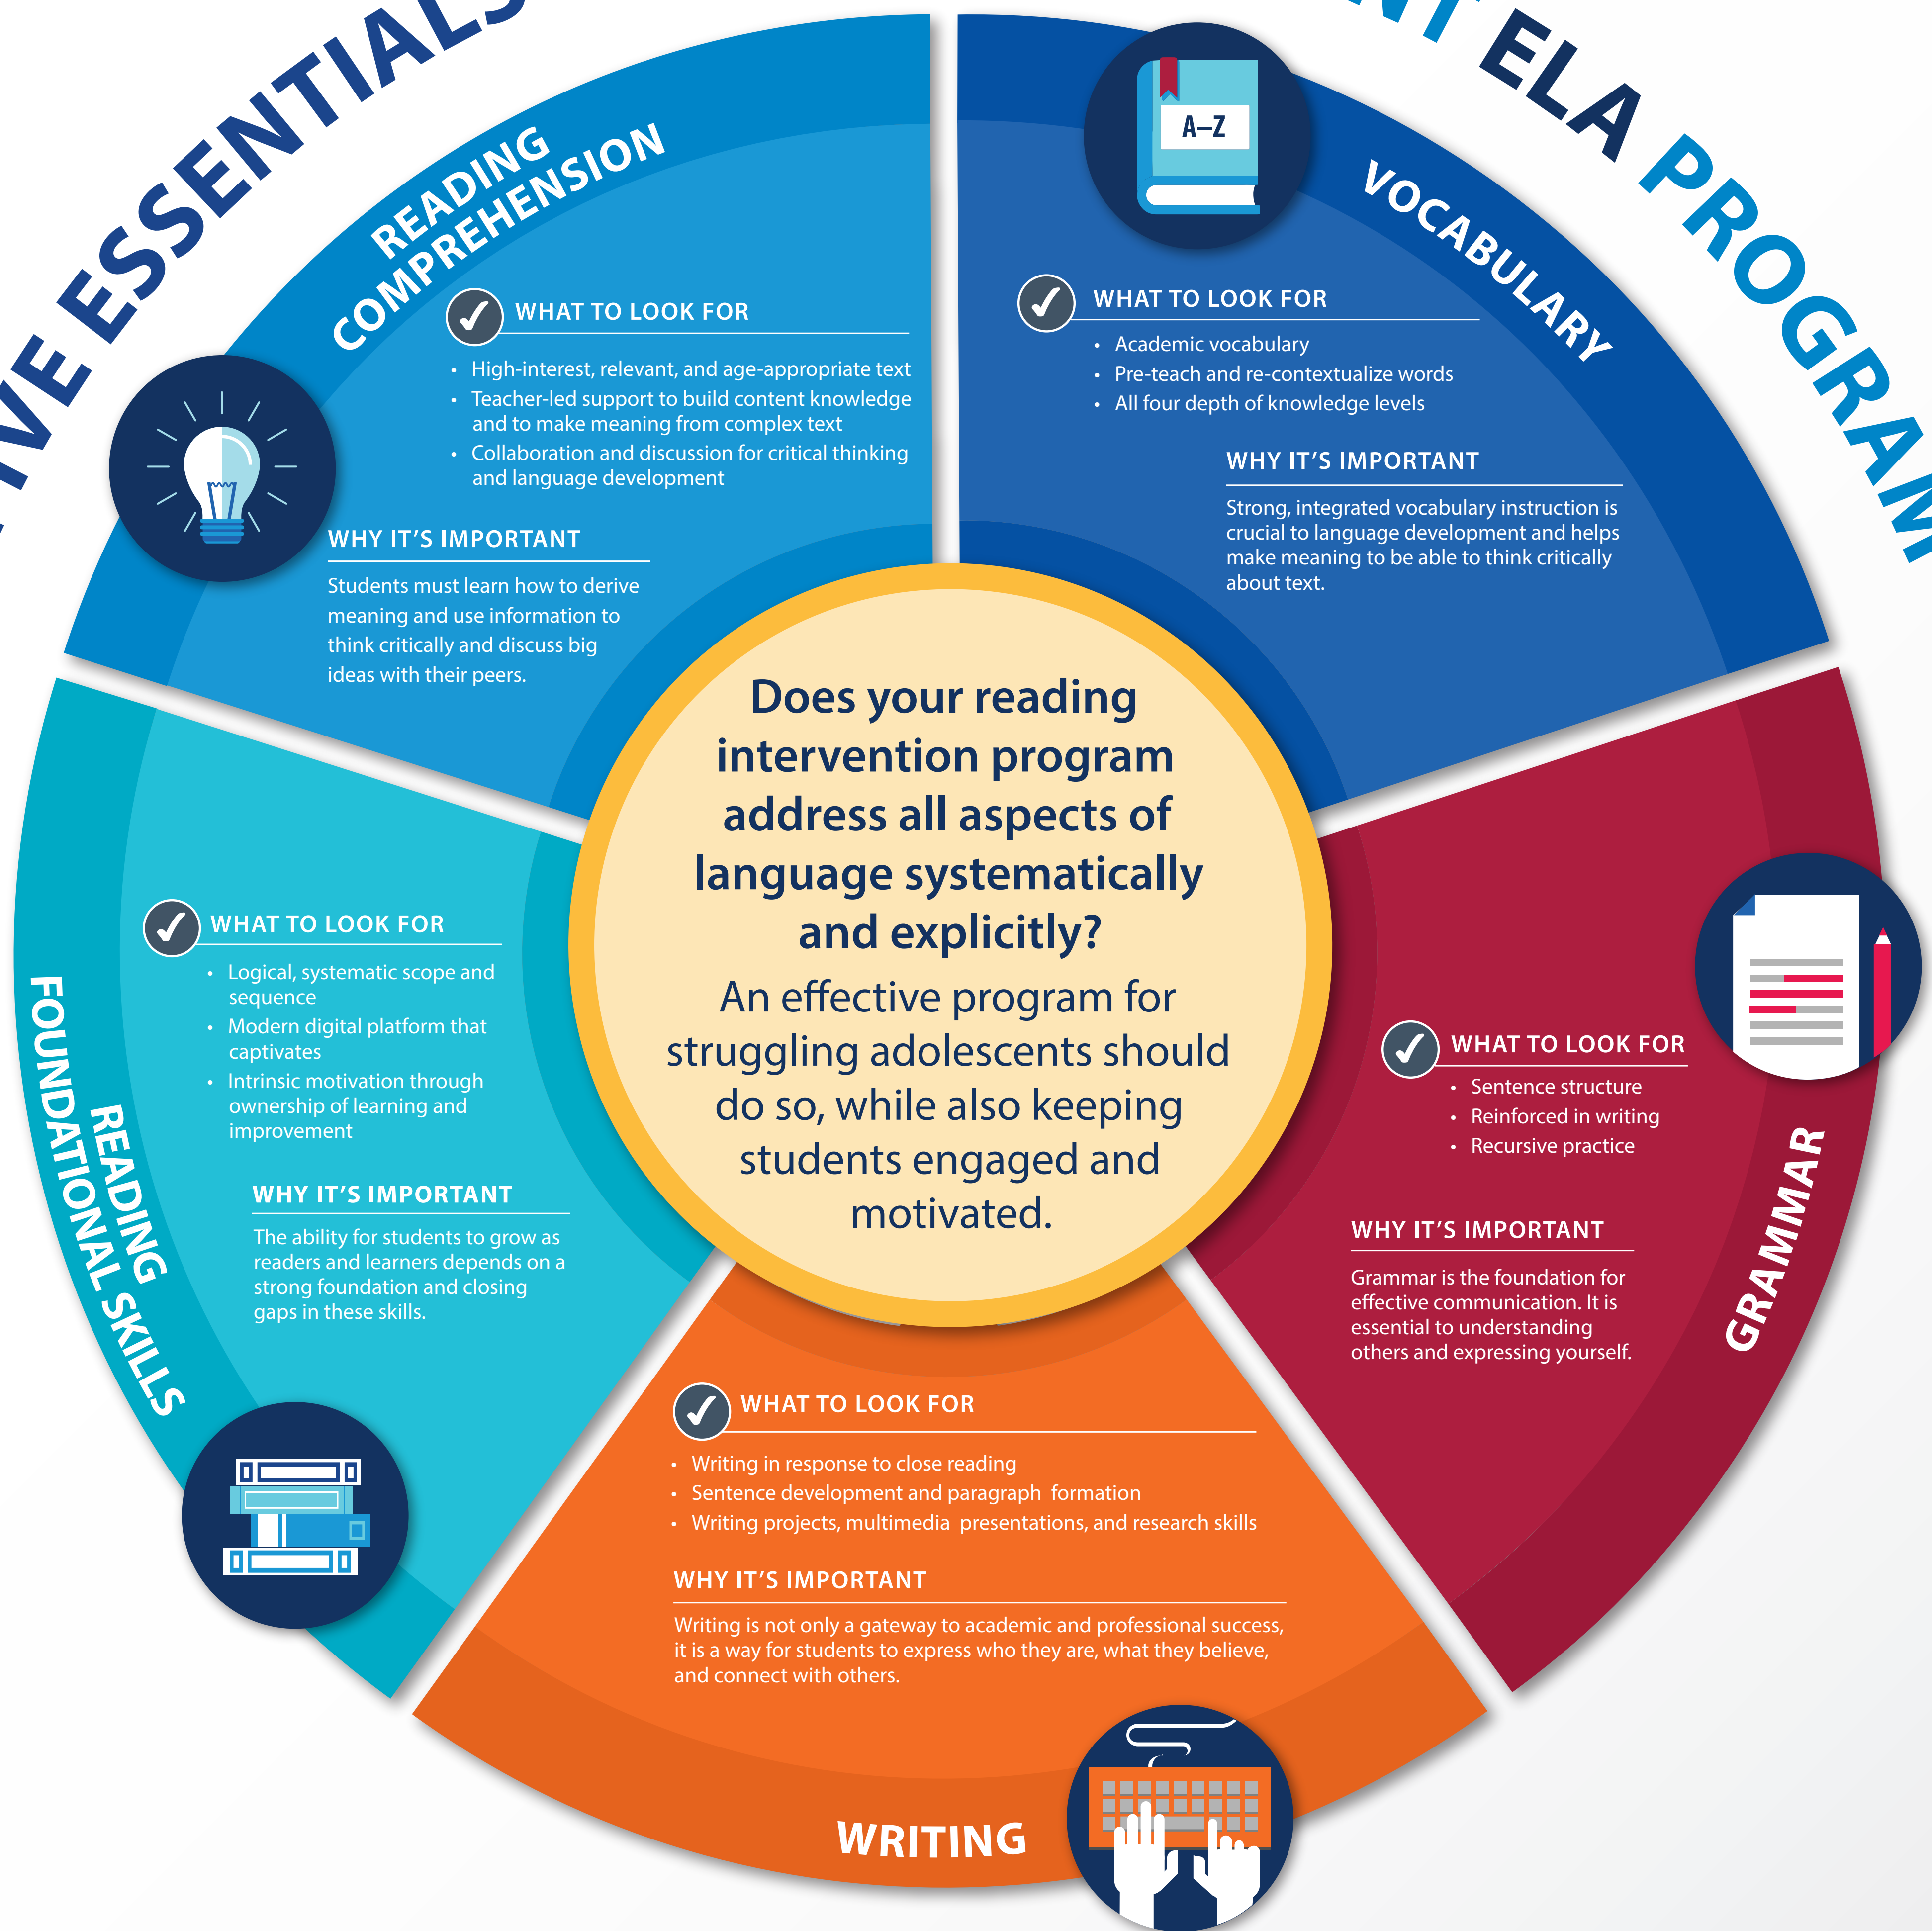 ESSENTIALS
ELA PROGRAM
READING
COMPREHENSION
WHAT TO LOOK FOR
• High-interest, relevant, and age-appropriate text
• Teacher-led support to build content knowledge
and to make meaning from complex text
• Collaboration and discussion for critical thinking
and language development
WHY IT'S IMPORTANT
Students must learn how to derive
meaning and use information to
think critically and discuss big
ideas with their peers.
A–Z
VOCABULARY
WHAT TO LOOK FOR
• Academic vocabulary
• Pre-teach and re-contextualize words
• All four depth of knowledge levels
WHY IT'S IMPORTANT
Strong, integrated vocabulary instruction is
crucial to language development and helps
make meaning to be able to think critically
about text.
Does your reading
intervention program
address all aspects of
language systematically
and explicitly?
An effective program for
struggling adolescents should
do so, while also keeping
students engaged and
motivated.
READING
FOUNDATIONAL SKILLS
WHAT TO LOOK FOR
• Logical, systematic scope and
sequence
• Modern digital platform that
captivates
• Intrinsic motivation through
ownership of learning and
improvement
WHY IT'S IMPORTANT
The ability for students to grow as
readers and learners depends on a
strong foundation and closing
gaps in these skills.
GRAMMAR
WHAT TO LOOK FOR
• Sentence structure
• Reinforced in writing
• Recursive practice
WHY IT'S IMPORTANT
Grammar is the foundation for
effective communication. It is
essential to understanding
others and expressing yourself.
WHAT TO LOOK FOR
• Writing in response to close reading
• Sentence development and paragraph formation
• Writing projects, multimedia presentations, and research skills
WHY IT'S IMPORTANT
Writing is not only a gateway to academic and professional success,
it is a way for students to express who they are, what they believe,
and connect with others.
WRITING